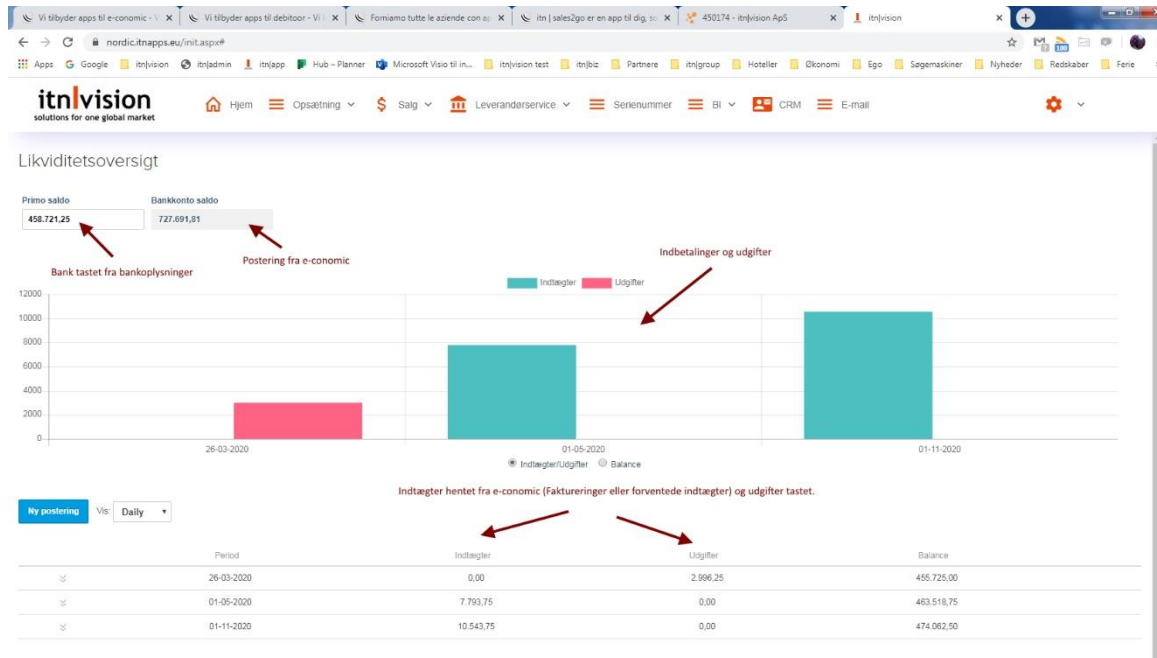 Vi tilbyder apps til e-conomic - V
Vi tilbyder apps til debitoor - Vi
Forniamo tutte le aziende con ap
itn | sales2go er en app til dig, so
450174 - itn|vision ApS
itn|vision
nordic.itnapps.eu/init.aspx#
100
Apps Google itn|vision itn|admin itn|app Hub - Planner Microsoft Visio til in... itn|vision test itn|biz Partnere itn|group Hoteller Økonomi Ego Søgemaskiner Nyheder Redskaber Ferie
itn|vision
solutions for one global market
Hjem Opsætning Salg Leverandørservice Serienummer BI CRM E-mail
Likviditetsoversigt
Primo saldo Bankkonto saldo
458.721,25 727.691,81
Bank tastet fra bankoplysninger
Postering fra e-conomic
Indbetalinger og udgifter
Indtægter Udgifter
12000
10000
8000
6000
4000
2000
0
26-03-2020 01-05-2020 01-11-2020
Indtægter/Udgifter Balance
Indtægter hentet fra e-conomic (Faktureringer eller forventede indtægter) og udgifter tastet.
Ny postering Vis: Daily
Period Indtægter Udgifter Balance
26-03-2020 0,00 2.996,25 455.725,00
01-05-2020 7.793,75 0,00 463.518,75
01-11-2020 10.543,75 0,00 474.062,50